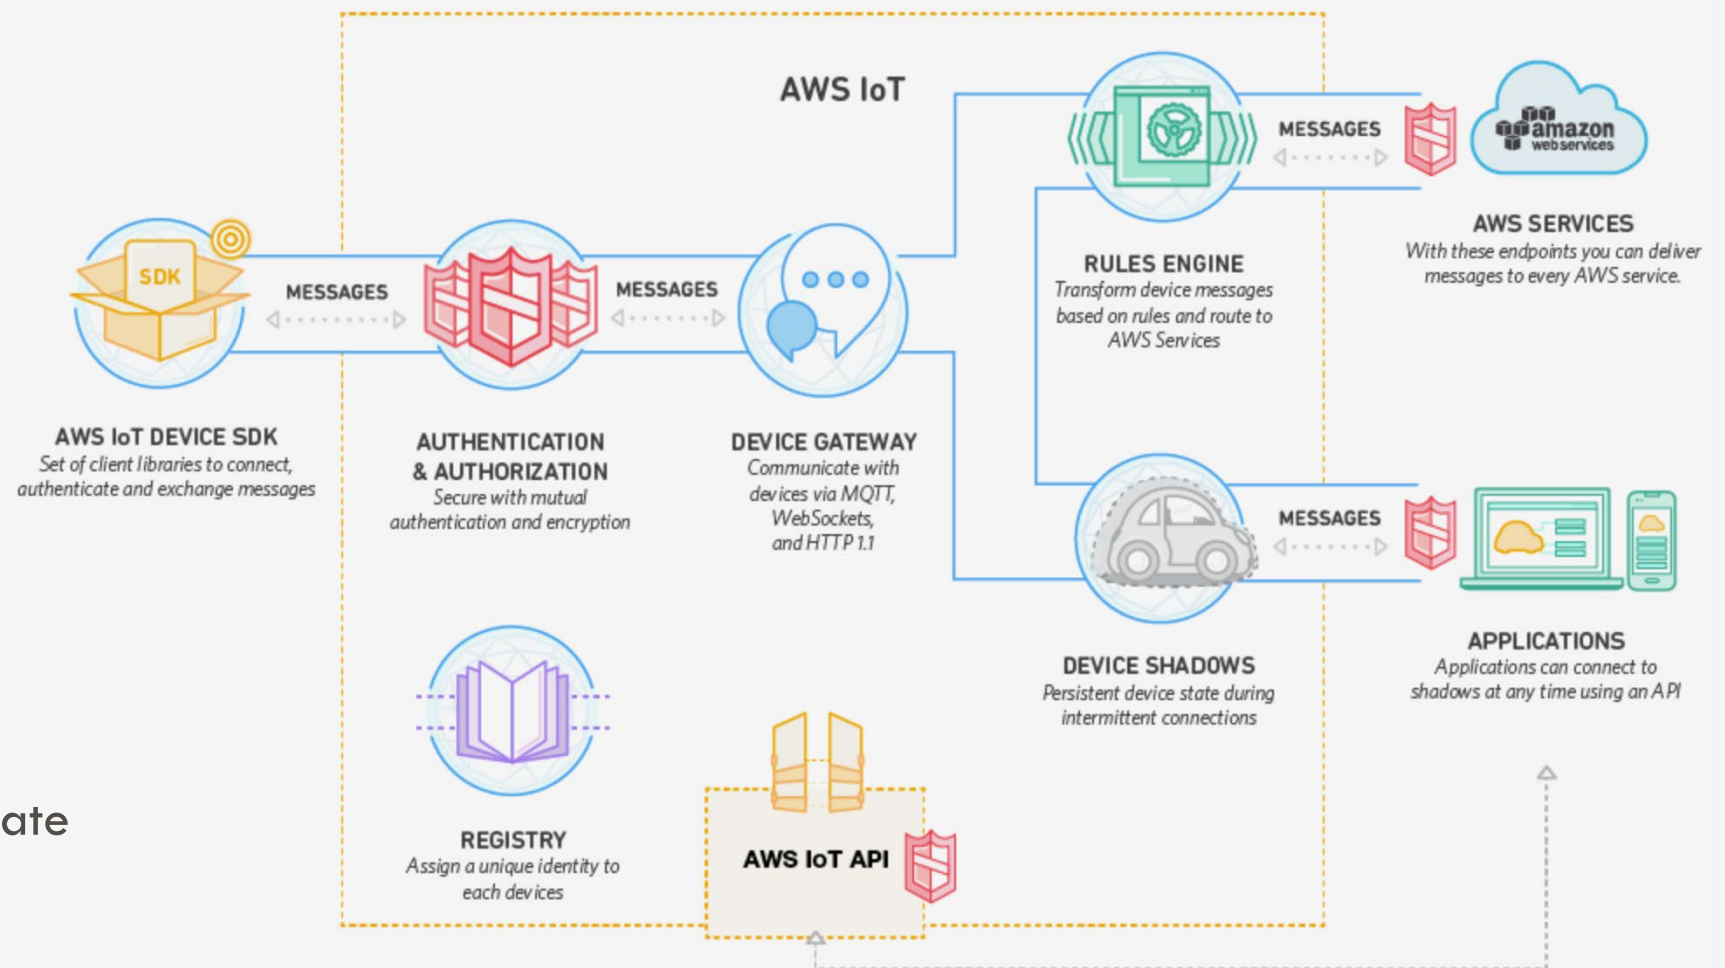 AWS IoT
MESSAGES
amazon
webservices
AWS SERVICES
With these endpoints you can deliver
messages to every AWS service.
RULES ENGINE
Transform device messages
based on rules and route to
AWS Services
SDK
MESSAGES
MESSAGES
AWS IoT DEVICE SDK
Set of client libraries to connect,
authenticate and exchange messages
AUTHENTICATION
& AUTHORIZATION
Secure with mutual
authentication and encryption
DEVICE GATEWAY
Communicate with
devices via MQTT,
WebSockets,
and HTTP 1.1
MESSAGES
DEVICE SHADOWS
Persistent device state during
intermittent connections
APPLICATIONS
Applications can connect to
shadows at any time using an API
ate
REGISTRY
Assign a unique identity to
each devices
AWS IoT API